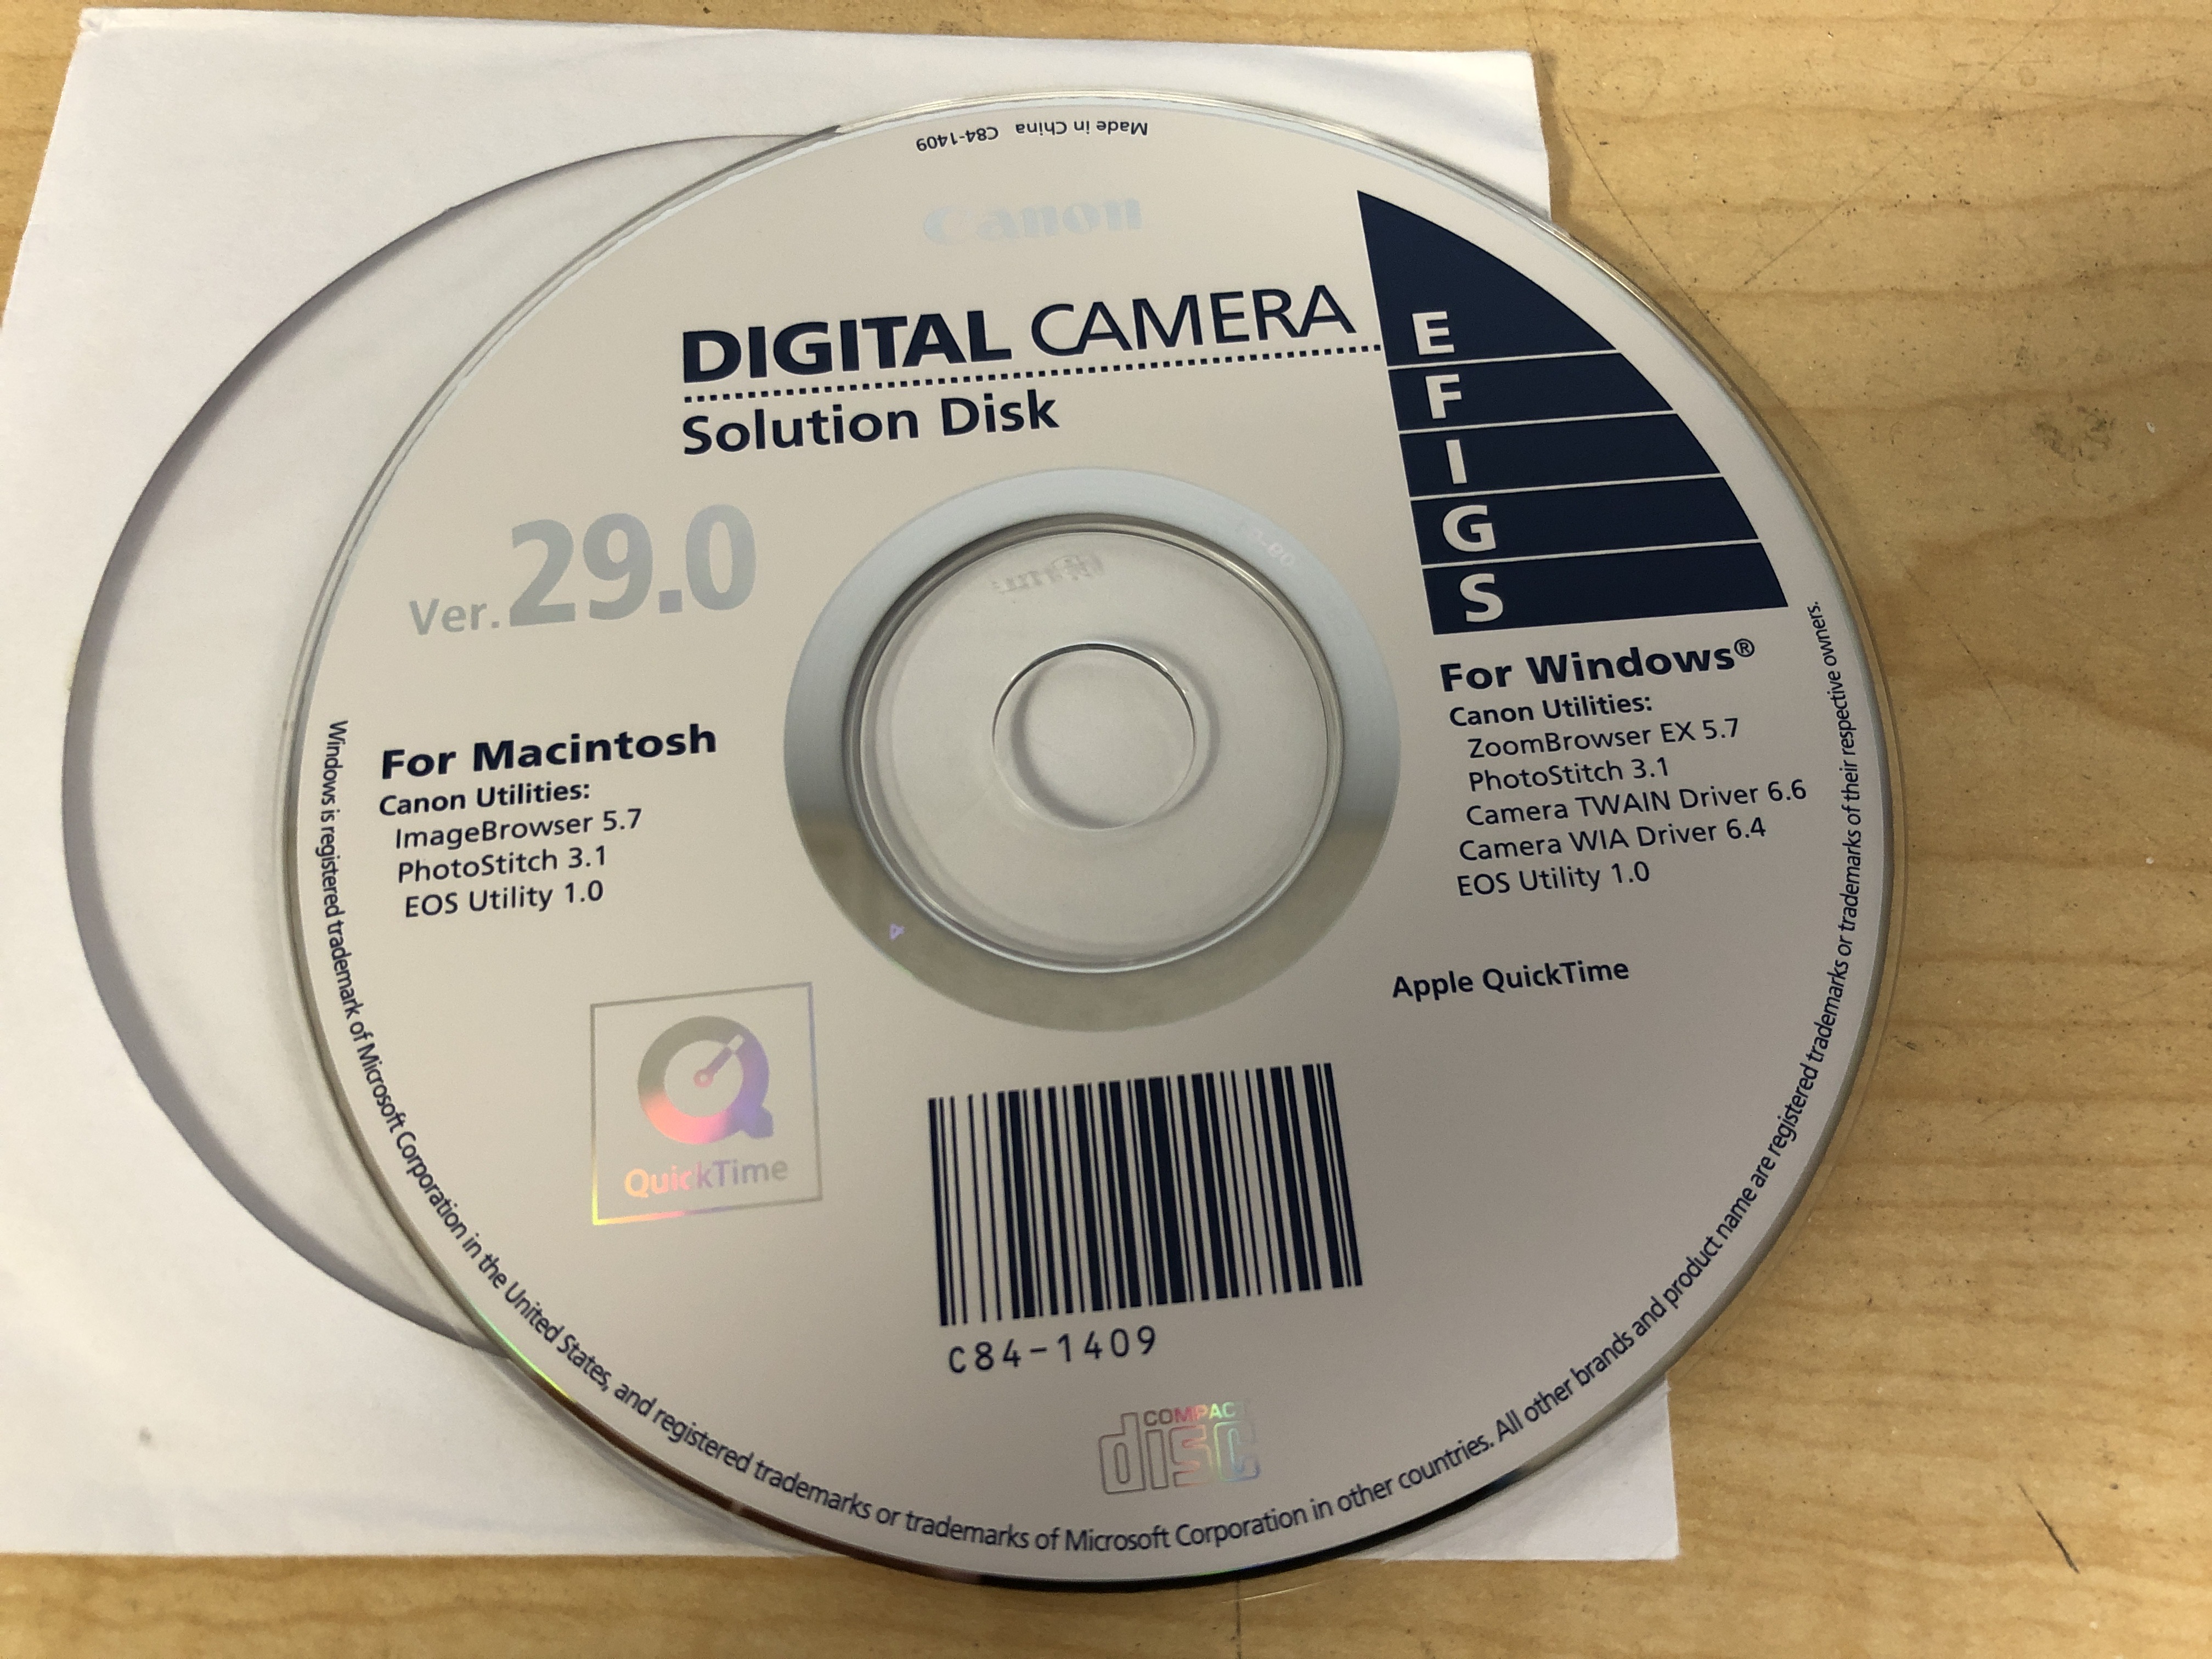 Made in China C84-1409
Canon
DIGITAL CAMERA
Solution Disk
E
F
I
G
S
Ver.29.0
For Macintosh
Canon Utilities:
ImageBrowser 5.7
PhotoStitch 3.1
EOS Utility 1.0
For Windows®
Canon Utilities:
ZoomBrowser EX 5.7
PhotoStitch 3.1
Camera TWAIN Driver 6.6
Camera WIA Driver 6.4
EOS Utility 1.0
Apple QuickTime
QuickTime
C84-1409
COMPACT
disc
Windows is registered trademark of Microsoft Corporation in the United States, and registered trademarks or trademarks of Microsoft Corporation in other countries. All other brands and product name are registered trademarks or trademarks of their respective owners.